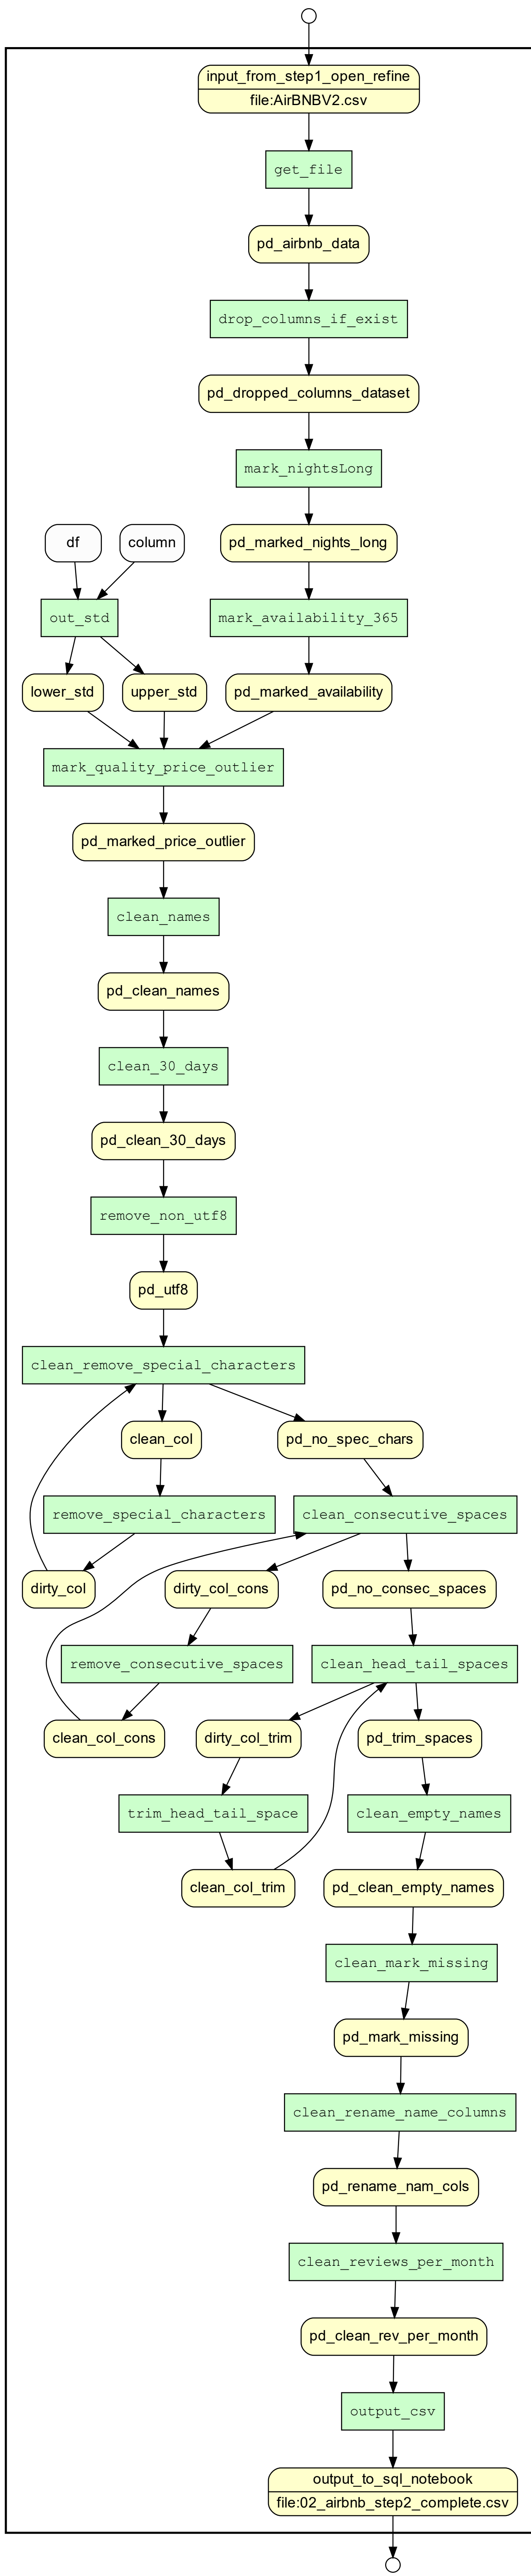 input_from_step1_open_refine
file:AirBNBV2.csv
get_file
pd_airbnb_data
drop_columns_if_exist
pd_dropped_columns_dataset
mark_nightsLong
df
column
pd_marked_nights_long
out_std
mark_availability_365
lower_std
upper_std
pd_marked_availability
mark_quality_price_outlier
pd_marked_price_outlier
clean_names
pd_clean_names
clean_30_days
pd_clean_30_days
remove_non_utf8
pd_utf8
clean_remove_special_characters
clean_col
pd_no_spec_chars
remove_special_characters
clean_consecutive_spaces
dirty_col
dirty_col_cons
pd_no_consec_spaces
remove_consecutive_spaces
clean_head_tail_spaces
clean_col_cons
dirty_col_trim
pd_trim_spaces
trim_head_tail_space
clean_empty_names
clean_col_trim
pd_clean_empty_names
clean_mark_missing
pd_mark_missing
clean_rename_name_columns
pd_rename_nam_cols
clean_reviews_per_month
pd_clean_rev_per_month
output_csv
output_to_sql_notebook
file:02_airbnb_step2_complete.csv